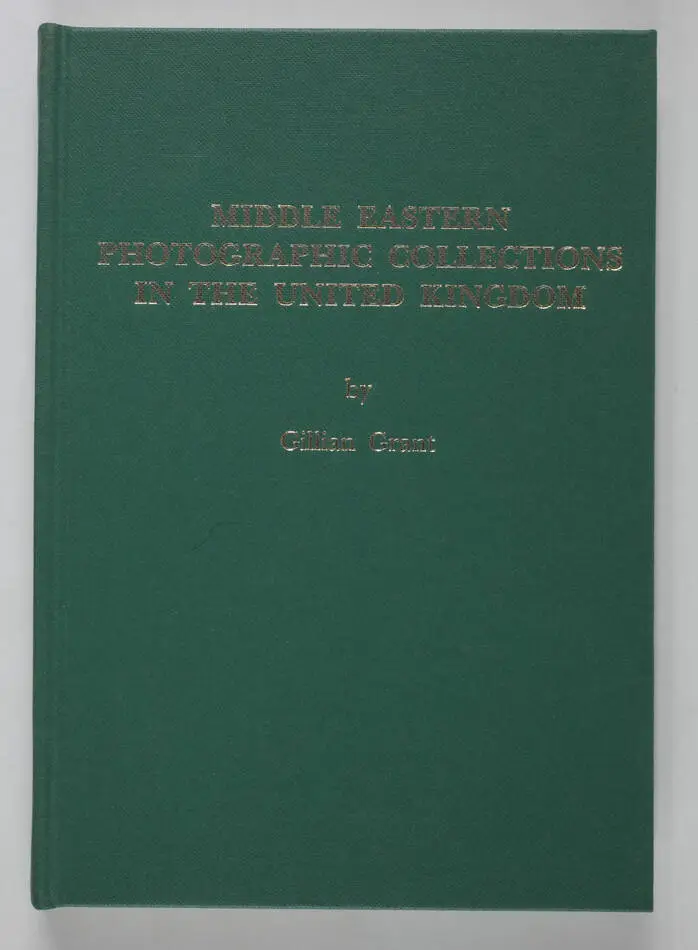 MIDDLE EASTERN
PHOTOGRAPHIC COLLECTIONS
IN THE UNITED KINGDOM
by
Gillian Grant